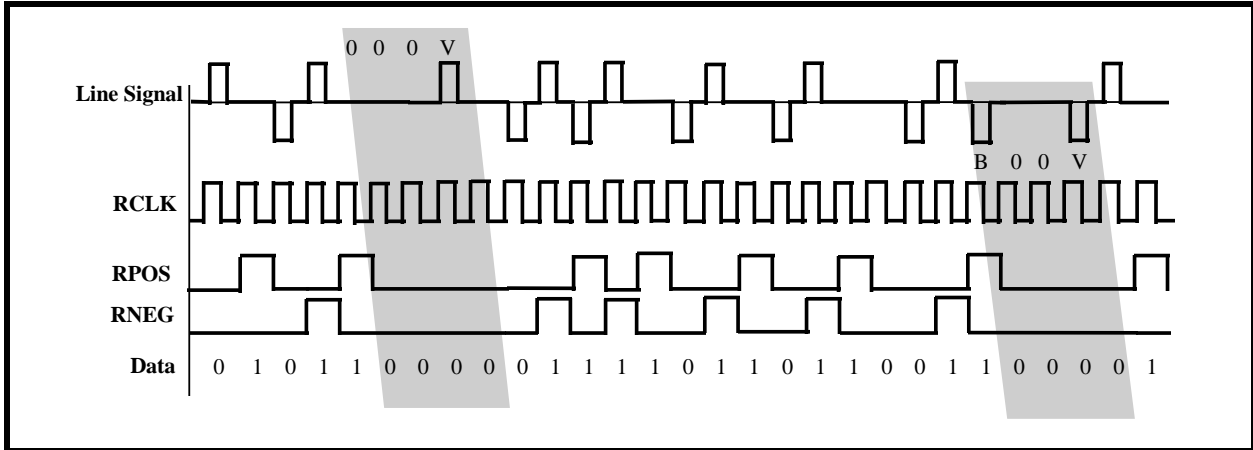 0 0 0 V
Line Signal
B 0 0 V
RCLK
RPOS
RNEG
Data 0 1 0 1 1 0 0 0 0 0 1 1 1 1 0 1 1 0 1 1 0 0 1 1 0 0 0 0 1